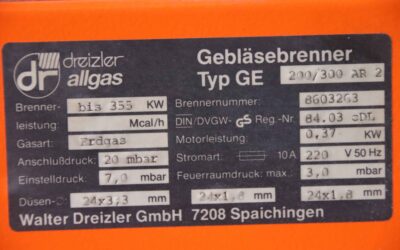 dr dreizler allgas
Gebläsebrenner
Typ GE 200/300 AR 2
Brenner- bis 355 KW
leistung: Mcal/h
Gasart: Erdgas
Anschlußdruck: 20 mbar
Einstelldruck: 7,0 mbar
Düsen-∅ 24x3,3 mm 24x1,8 mm 24x1,8 mm
Brennernummer: 8603263
DIN/DVGW- GS Reg.-Nr. 84.03 eDL
Motorleistung: 0,37 KW
Stromart: 10A 220 V 50 Hz
Feuerraumdruck max.: 3,0 mbar
Walter Dreizler GmbH 7208 Spaichingen